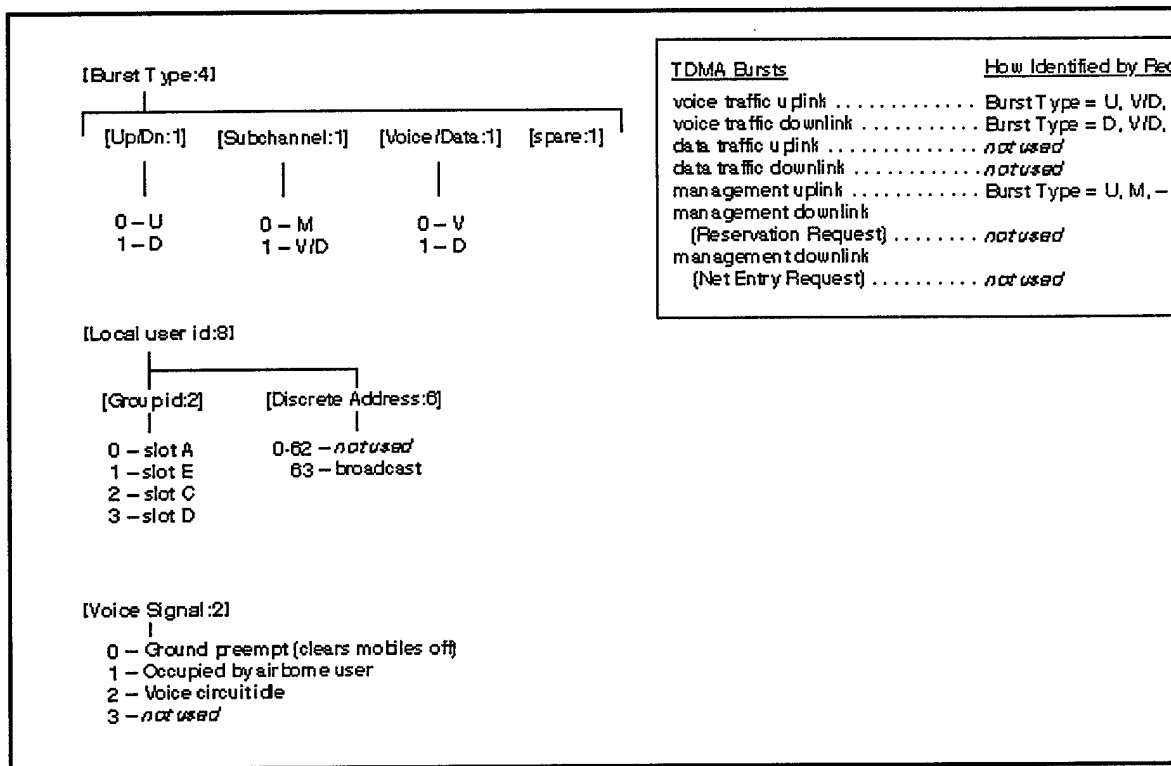 [Burst Type:4]
[Up/Dn:1] [Subchannel:1] [Voice/Data:1] [spare:1]
0 – U 0 – M 0 – V
1 – D 1 – V/D 1 – D
[Local user id:8]
[Group id:2] [Discrete Address:6]
0 – slot A 0-62 – not used
1 – slot E 63 – broadcast
2 – slot C
3 – slot D
[Voice Signal:2]
0 – Ground preempt (clears mobiles off)
1 – Occupied by airborne user
2 – Voice circuit idle
3 – not used
TDMA Bursts How Identified by Rec
voice traffic uplink ............. Burst Type = U, V/D,
voice traffic downlink ........... Burst Type = D, V/D,
data traffic uplink .............. not used
data traffic downlink ............ not used
management uplink ........... Burst Type = U, M, –
management downlink
(Reservation Request) ........ not used
management downlink
(Net Entry Request) .......... not used